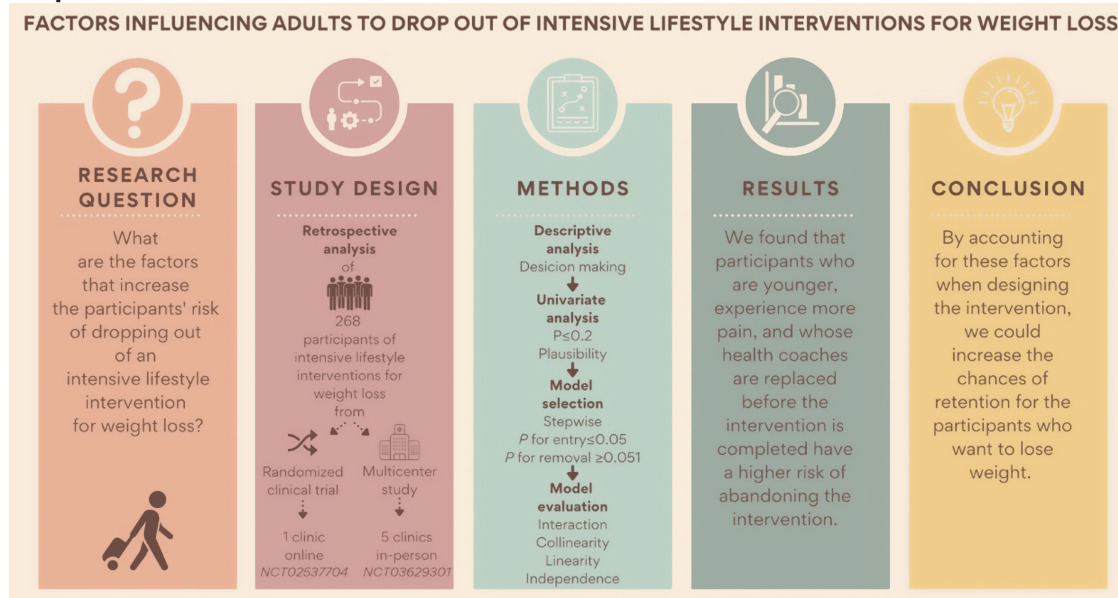 FACTORS INFLUENCING ADULTS TO DROP OUT OF INTENSIVE LIFESTYLE INTERVENTIONS FOR WEIGHT LOSS
?
RESEARCH
QUESTION
What
are the factors
that increase
the participants' risk
of dropping out
of an
intensive lifestyle
intervention
for weight loss?
STUDY DESIGN
Retrospective
analysis
of
268
participants of
intensive lifestyle
interventions for
weight loss
from
Randomized
clinical trial
1 clinic
online
NCT02537704
Multicenter
study
5 clinics
in-person
NCT03629301
METHODS
Descriptive
analysis
Desicion making
Univariate
analysis
P≤0.2
Plausibility
Model
selection
Stepwise
P for entry≤0.05
P for removal ≥0.051
Model
evaluation
Interaction
Collinearity
Linearity
Independence
RESULTS
We found that
participants who
are younger,
experience more
pain, and whose
health coaches
are replaced
before the
intervention is
completed have
a higher risk of
abandoning the
intervention.
CONCLUSION
By accounting
for these factors
when designing
the intervention,
we could
increase the
chances of
retention for the
participants who
want to lose
weight.